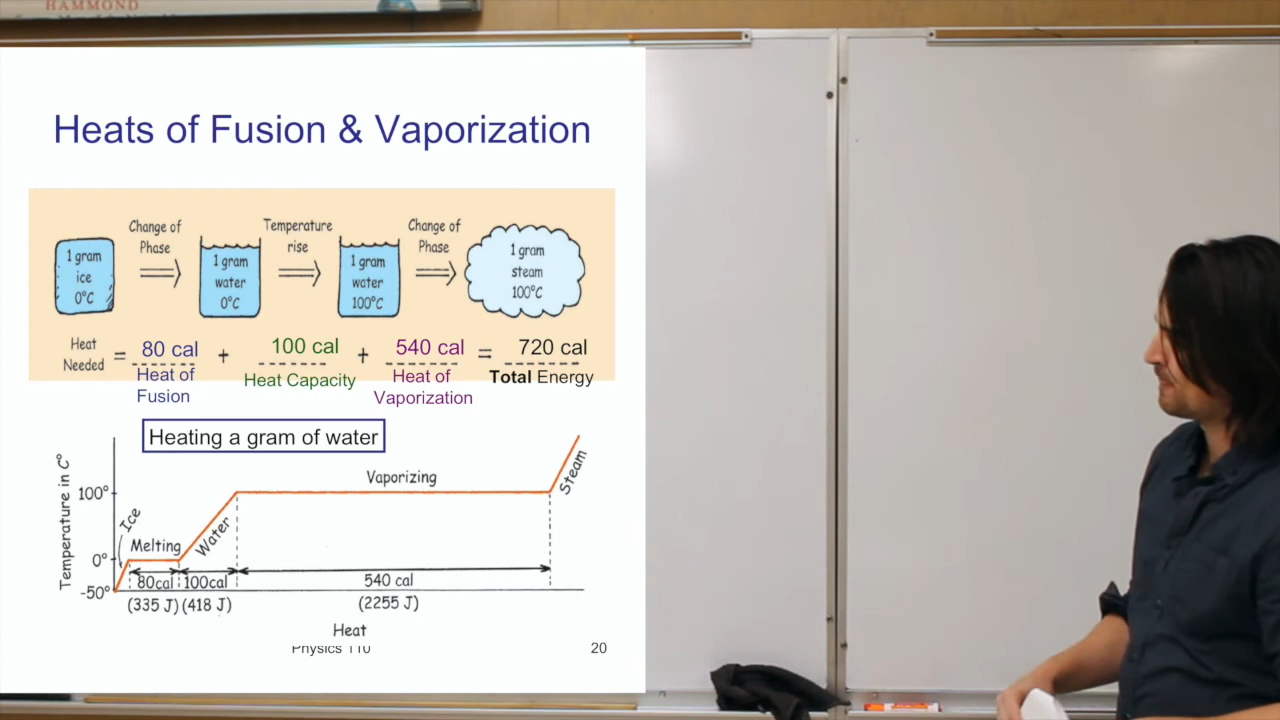 HAMMOND
Heats of Fusion & Vaporization
Change of
Phase
Temperature
rise
Change of
Phase
1 gram
ice
0°C
1 gram
water
0°C
1 gram
water
100°C
1 gram
steam
100°C
Heat
Needed
= 80 cal + 100 cal + 540 cal = 720 cal
Heat of
Fusion
Heat Capacity
Heat of
Vaporization
Total Energy
Heating a gram of water
Temperature in C°
100°
0°
-50°
Ice
Melting
Water
Vaporizing
Steam
80cal 100cal 540 cal
(335 J) (418 J) (2255 J)
Heat
Physics 110
20